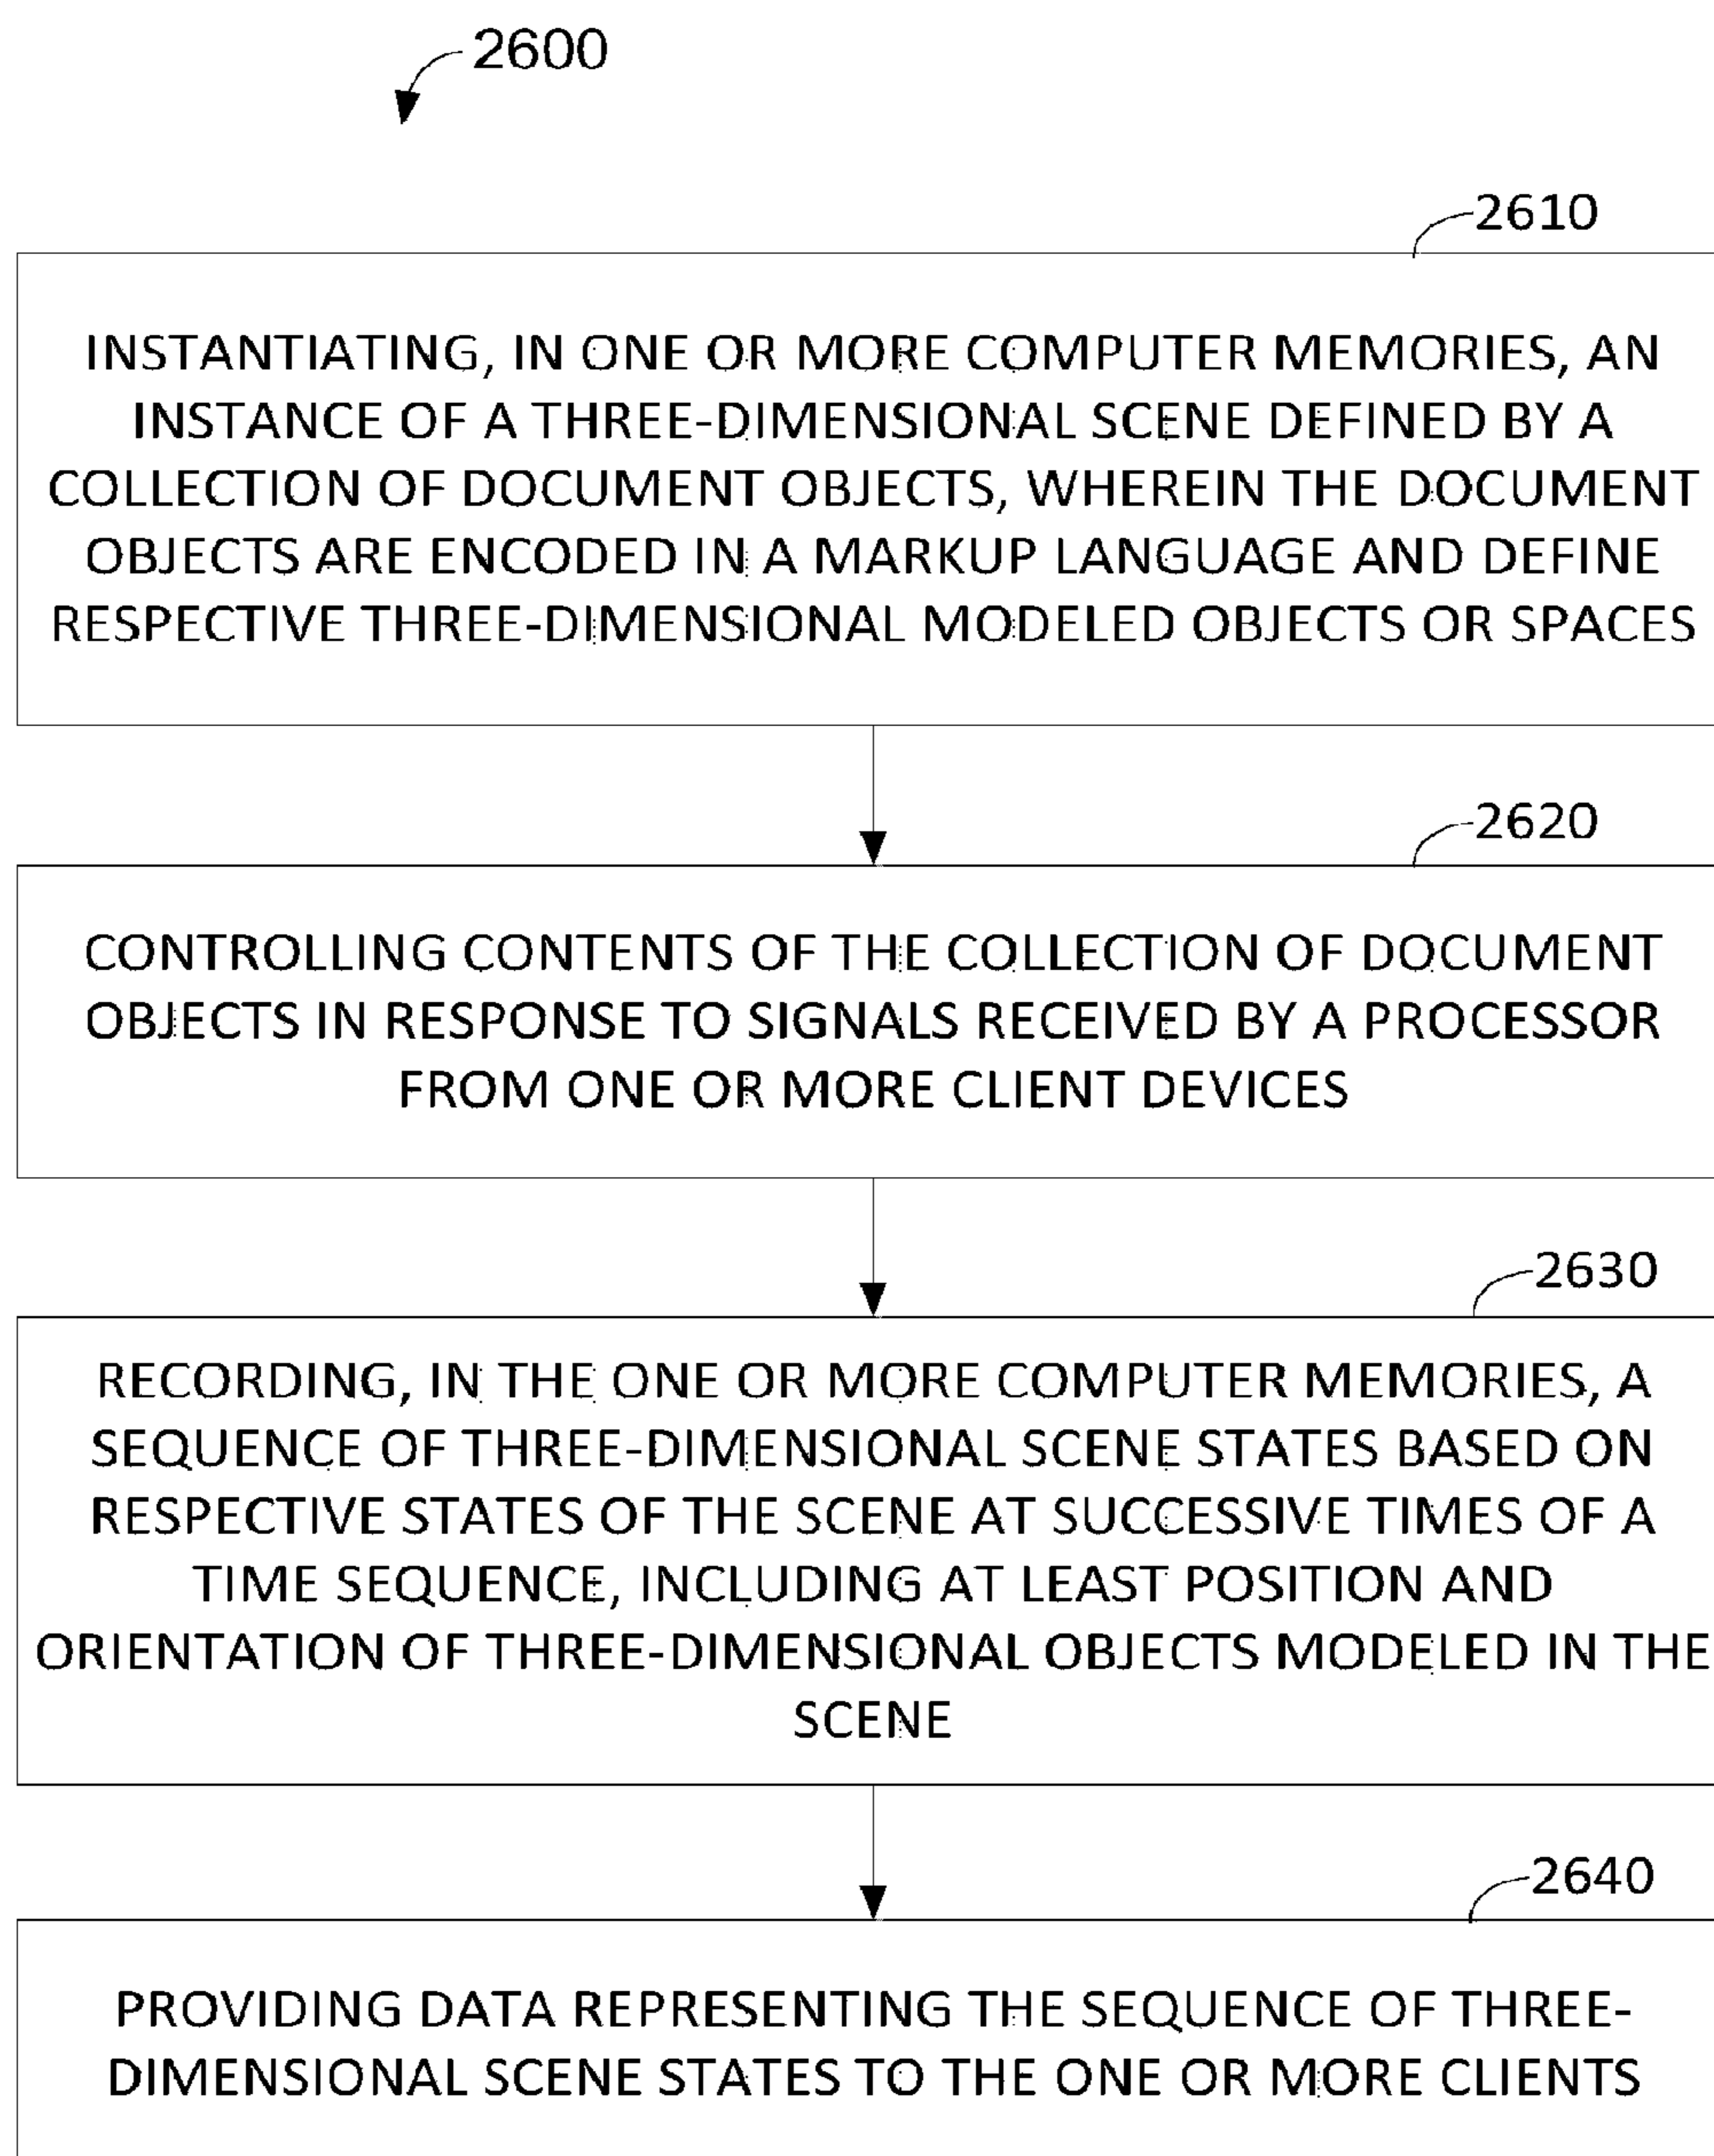 2600
2610
INSTANTIATING, IN ONE OR MORE COMPUTER MEMORIES, AN
INSTANCE OF A THREE-DIMENSIONAL SCENE DEFINED BY A
COLLECTION OF DOCUMENT OBJECTS, WHEREIN THE DOCUMENT
OBJECTS ARE ENCODED IN A MARKUP LANGUAGE AND DEFINE
RESPECTIVE THREE-DIMENSIONAL MODELED OBJECTS OR SPACES
2620
CONTROLLING CONTENTS OF THE COLLECTION OF DOCUMENT
OBJECTS IN RESPONSE TO SIGNALS RECEIVED BY A PROCESSOR
FROM ONE OR MORE CLIENT DEVICES
2630
RECORDING, IN THE ONE OR MORE COMPUTER MEMORIES, A
SEQUENCE OF THREE-DIMENSIONAL SCENE STATES BASED ON
RESPECTIVE STATES OF THE SCENE AT SUCCESSIVE TIMES OF A
TIME SEQUENCE, INCLUDING AT LEAST POSITION AND
ORIENTATION OF THREE-DIMENSIONAL OBJECTS MODELED IN THE
SCENE
2640
PROVIDING DATA REPRESENTING THE SEQUENCE OF THREE-
DIMENSIONAL SCENE STATES TO THE ONE OR MORE CLIENTS